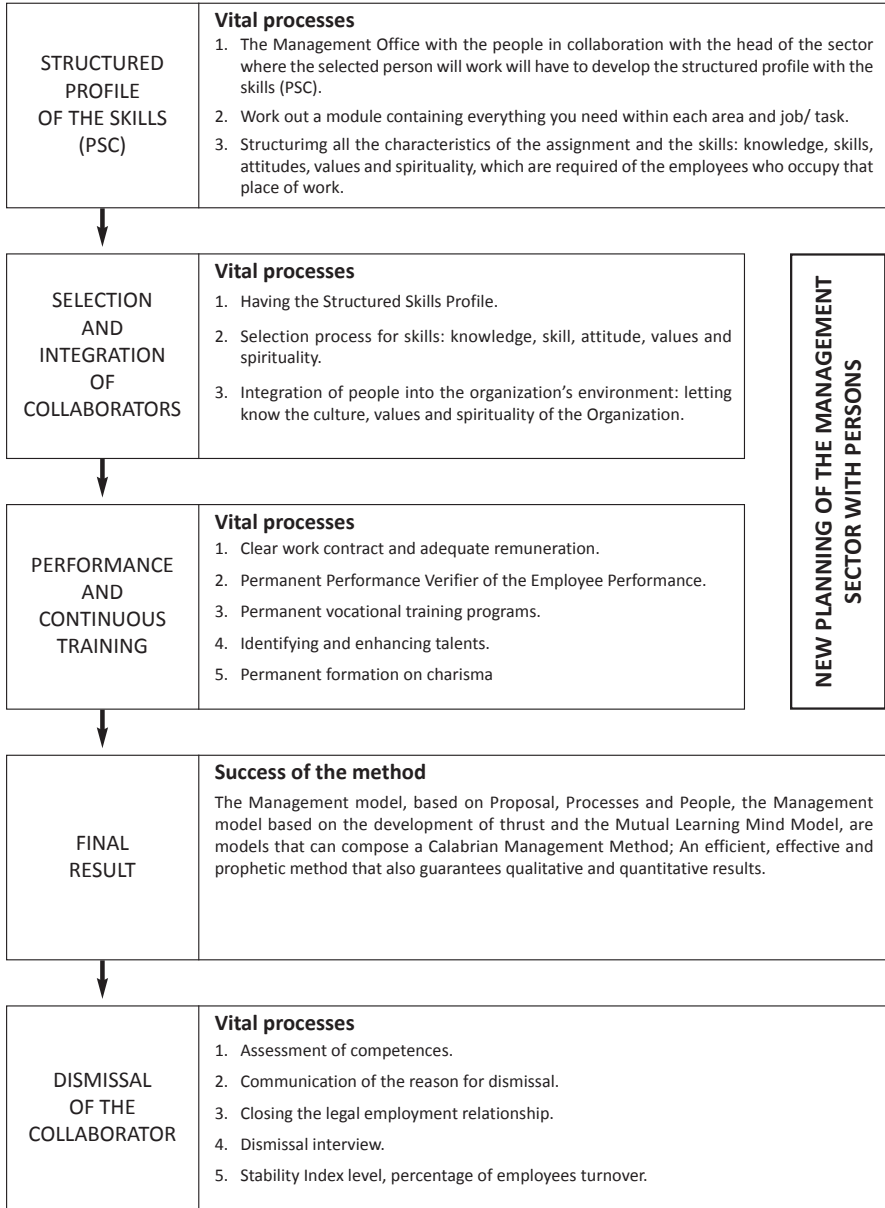 STRUCTURED
PROFILE
OF THE SKILLS
(PSC)
Vital processes
1. The Management Office with the people in collaboration with the head of the sector
where the selected person will work will have to develop the structured profile with the
skills (PSC).
2. Work out a module containing everything you need within each area and job/ task.
3. Structurimg all the characteristics of the assignment and the skills: knowledge, skills,
attitudes, values and spirituality, which are required of the employees who occupy that
place of work.
SELECTION
AND
INTEGRATION
OF
COLLABORATORS
Vital processes
1. Having the Structured Skills Profile.
2. Selection process for skills: knowledge, skill, attitude, values and
spirituality.
3. Integration of people into the organization’s environment: letting
know the culture, values and spirituality of the Organization.
NEW PLANNING OF THE MANAGEMENT
SECTOR WITH PERSONS
PERFORMANCE
AND
CONTINUOUS
TRAINING
Vital processes
1. Clear work contract and adequate remuneration.
2. Permanent Performance Verifier of the Employee Performance.
3. Permanent vocational training programs.
4. Identifying and enhancing talents.
5. Permanent formation on charisma
FINAL
RESULT
Success of the method
The Management model, based on Proposal, Processes and People, the Management
model based on the development of thrust and the Mutual Learning Mind Model, are
models that can compose a Calabrian Management Method; An efficient, effective and
prophetic method that also guarantees qualitative and quantitative results.
DISMISSAL
OF THE
COLLABORATOR
Vital processes
1. Assessment of competences.
2. Communication of the reason for dismissal.
3. Closing the legal employment relationship.
4. Dismissal interview.
5. Stability Index level, percentage of employees turnover.